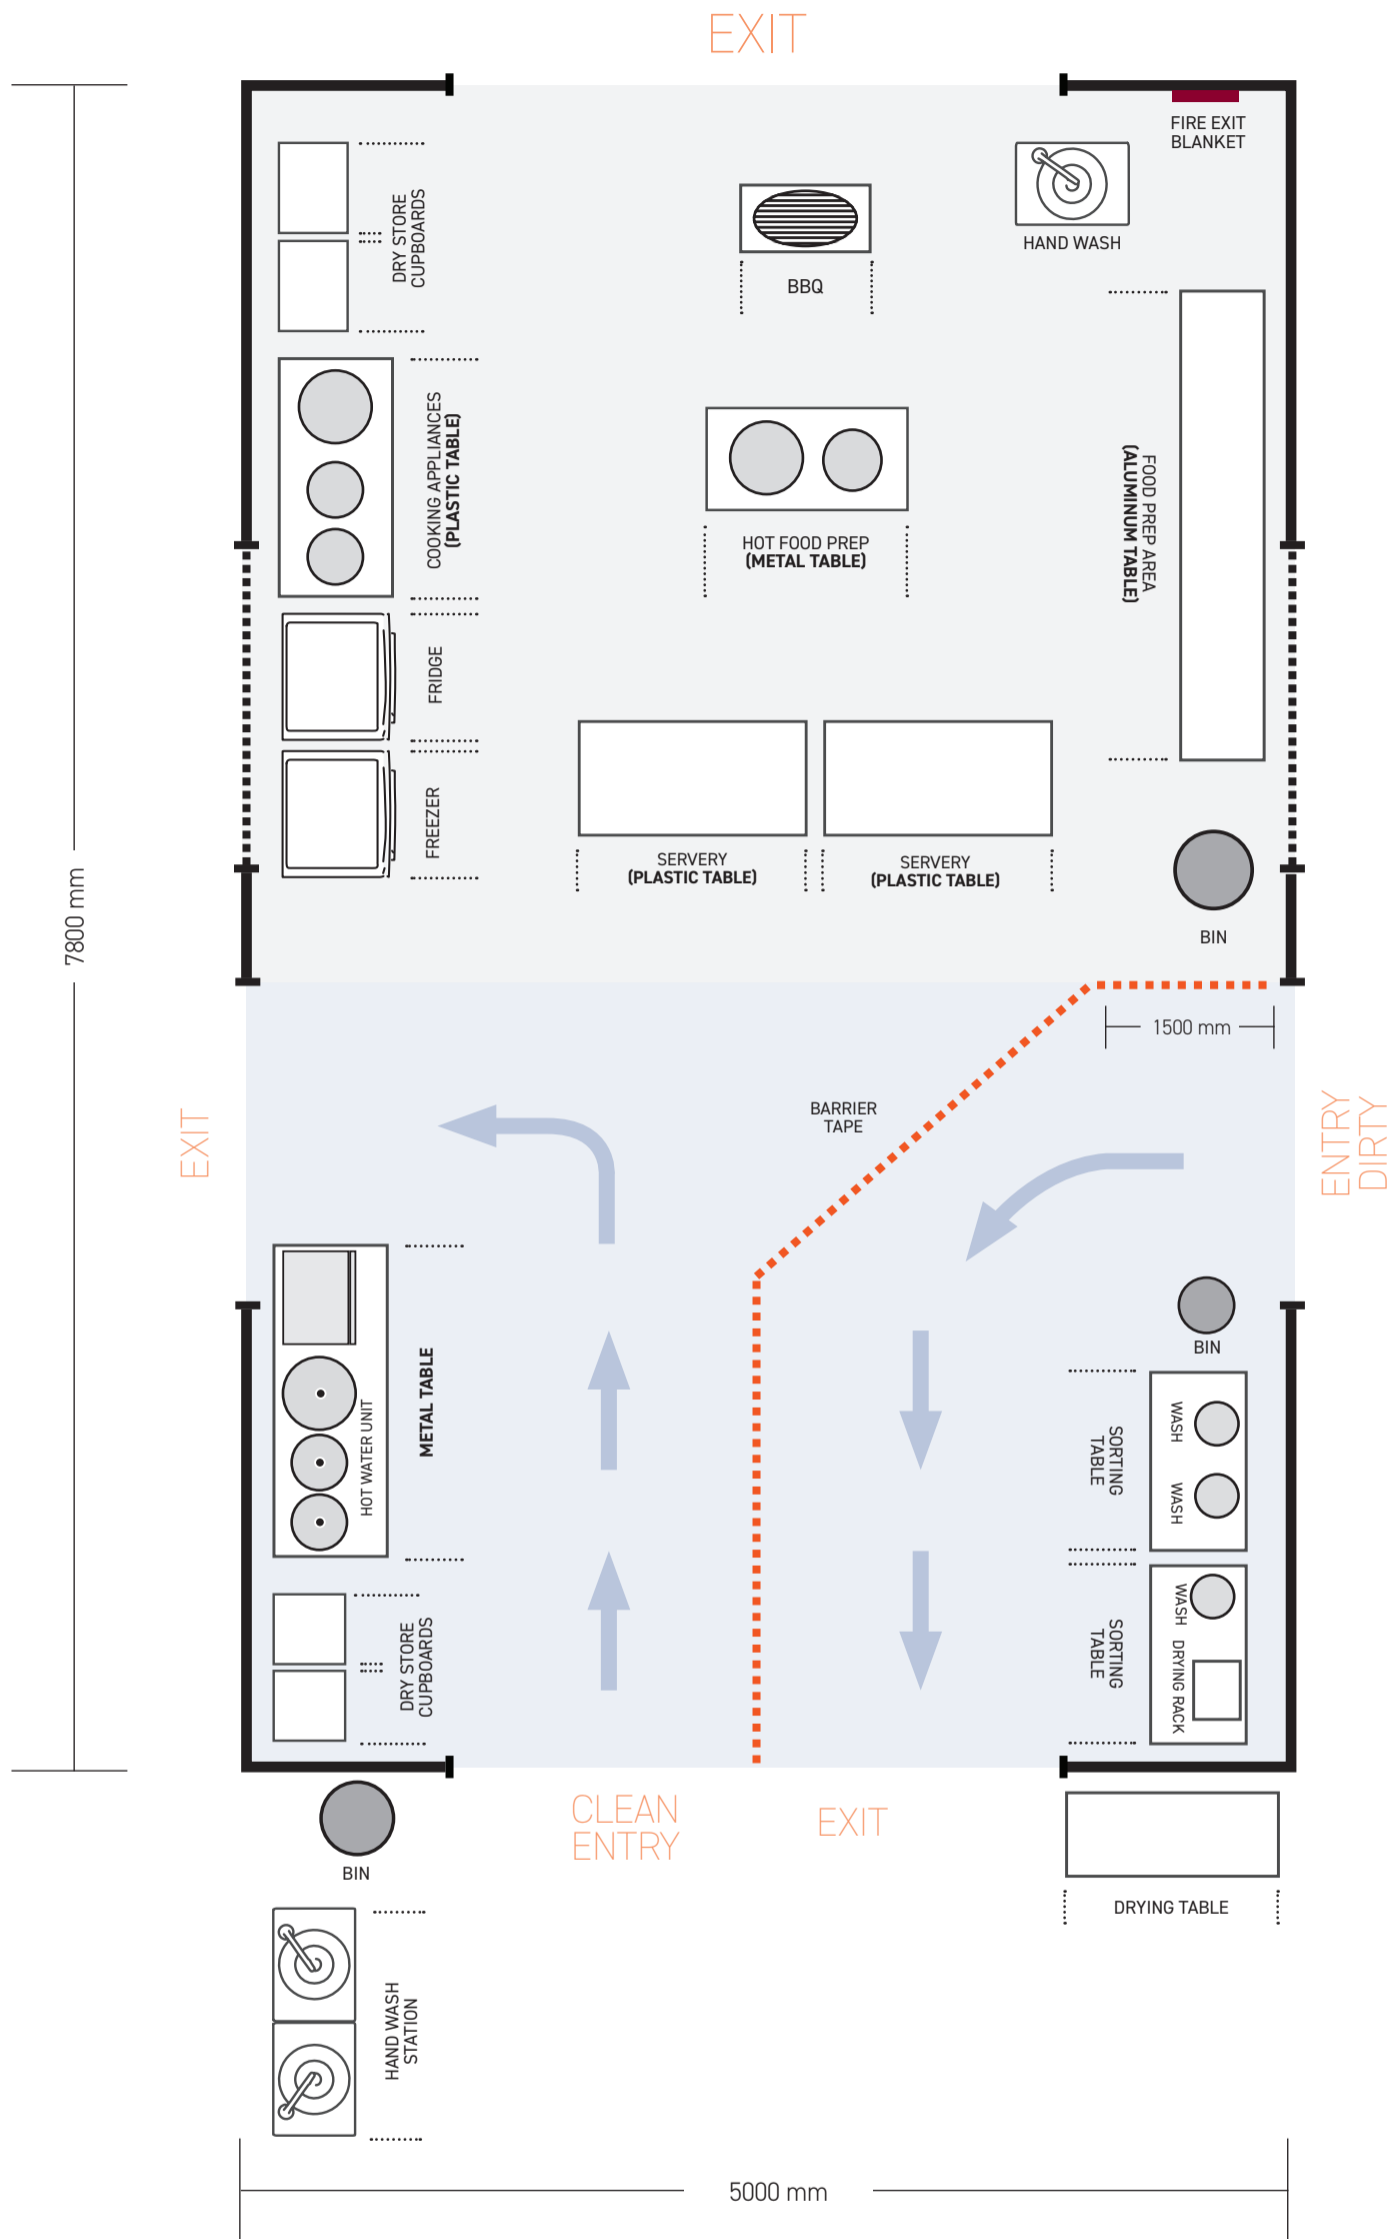 EXIT
FIRE EXIT
BLANKET
HAND WASH
DRY STORE
CUPBOARDS
BBQ
COOKING APPLIANCES
(PLASTIC TABLE)
HOT FOOD PREP
(METAL TABLE)
FOOD PREP AREA
(ALUMINUM TABLE)
FRIDGE
FREEZER
SERVERY
(PLASTIC TABLE)
SERVERY
(PLASTIC TABLE)
BIN
7800 mm
1500 mm
BARRIER
TAPE
EXIT
ENTRY
DIRTY
BIN
METAL TABLE
HOT WATER UNIT
SORTING
TABLE
WASH
WASH
SORTING
TABLE
WASH
DRYING RACK
DRY STORE
CUPBOARDS
CLEAN
ENTRY
EXIT
BIN
DRYING TABLE
HAND WASH
STATION
5000 mm